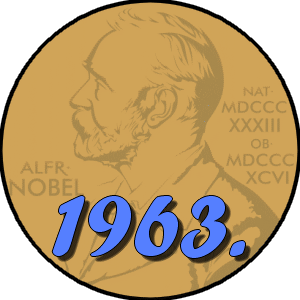 NAT·
MDCCC
XXXIII
OB·
MDCCC
XCVI
ALFR·
NOBEL
1963.